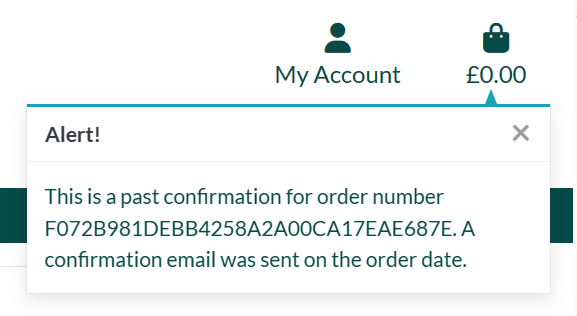 My Account
£0.00
Alert!
This is a past confirmation for order number
F072B981DEBB4258A2A00CA17EAE687E. A
confirmation email was sent on the order date.